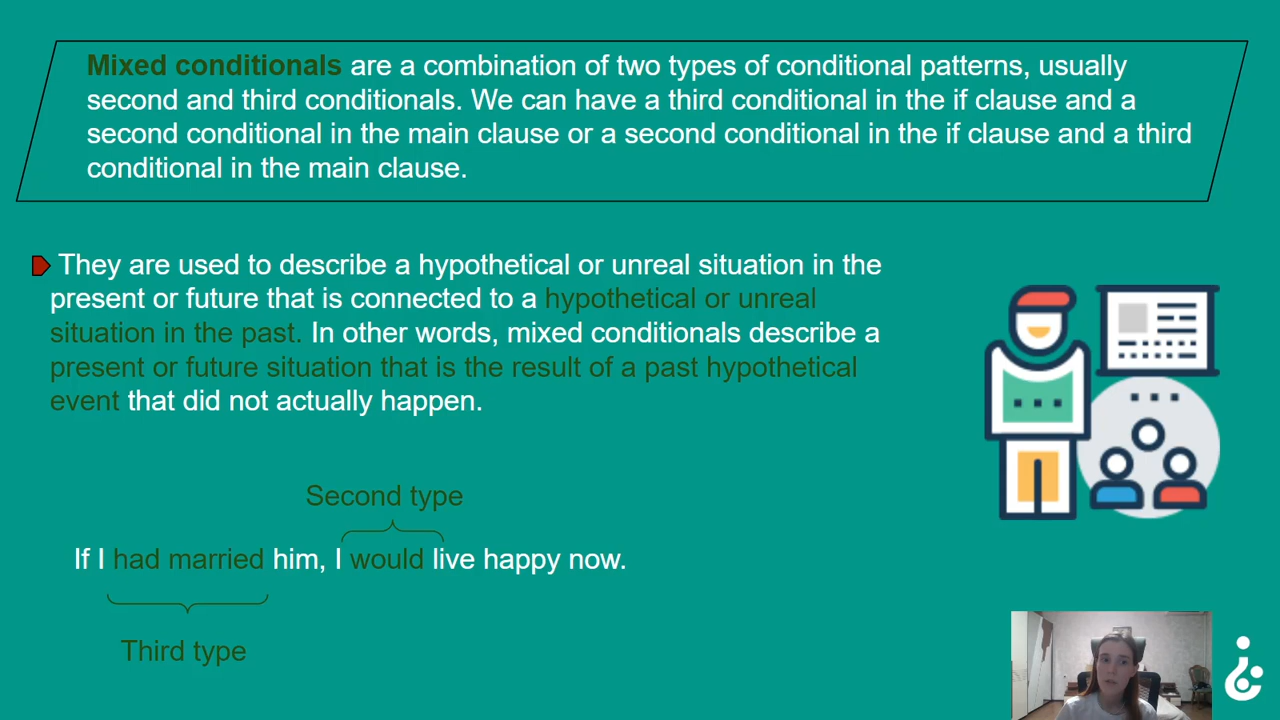 Mixed conditionals are a combination of two types of conditional patterns, usually
second and third conditionals. We can have a third conditional in the if clause and a
second conditional in the main clause or a second conditional in the if clause and a third
conditional in the main clause.
They are used to describe a hypothetical or unreal situation in the
present or future that is connected to a hypothetical or unreal
situation in the past. In other words, mixed conditionals describe a
present or future situation that is the result of a past hypothetical
event that did not actually happen.
Second type
If I had married him, I would live happy now.
Third type